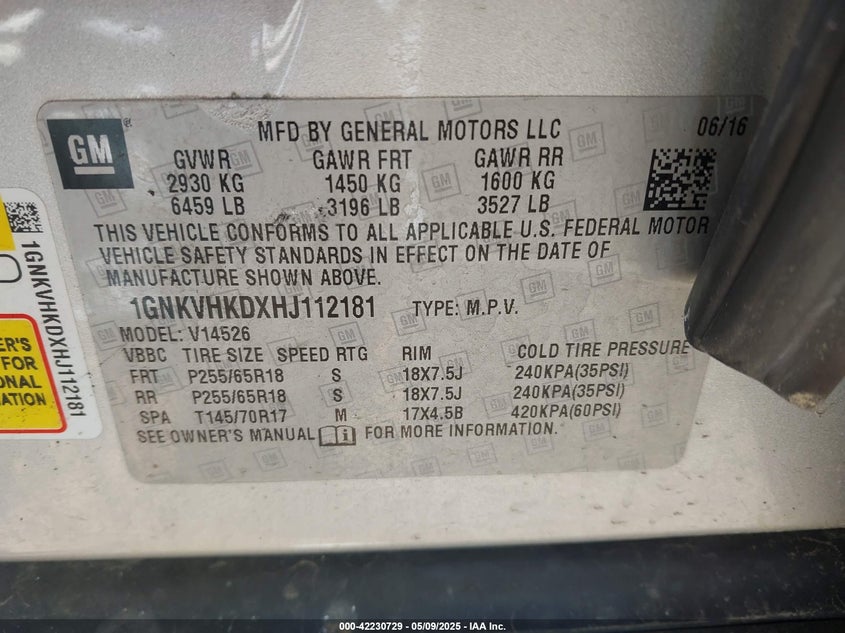 GM
MFD BY GENERAL MOTORS LLC 06/16
GVWR GAWR FRT GAWR RR
2930 KG 1450 KG 1600 KG
6459 LB 3196 LB 3527 LB
THIS VEHICLE CONFORMS TO ALL APPLICABLE U.S. FEDERAL MOTOR
VEHICLE SAFETY STANDARDS IN EFFECT ON THE DATE OF
MANUFACTURE SHOWN ABOVE.
1GNKVHKDXHJ112181 TYPE: M.P.V.
MODEL: V14526
VBBC TIRE SIZE SPEED RTG RIM COLD TIRE PRESSURE
FRT P255/65R18 S 18X7.5J 240KPA(35PSI)
RR P255/65R18 S 18X7.5J 240KPA(35PSI)
SPA T145/70R17 M 17X4.5B 420KPA(60PSI)
SEE OWNER'S MANUAL i FOR MORE INFORMATION.
1GNKVHKDXHJ112181
ER'S
FOR
ONAL
MATION
000-42230729 - 05/09/2025 - IAA Inc.